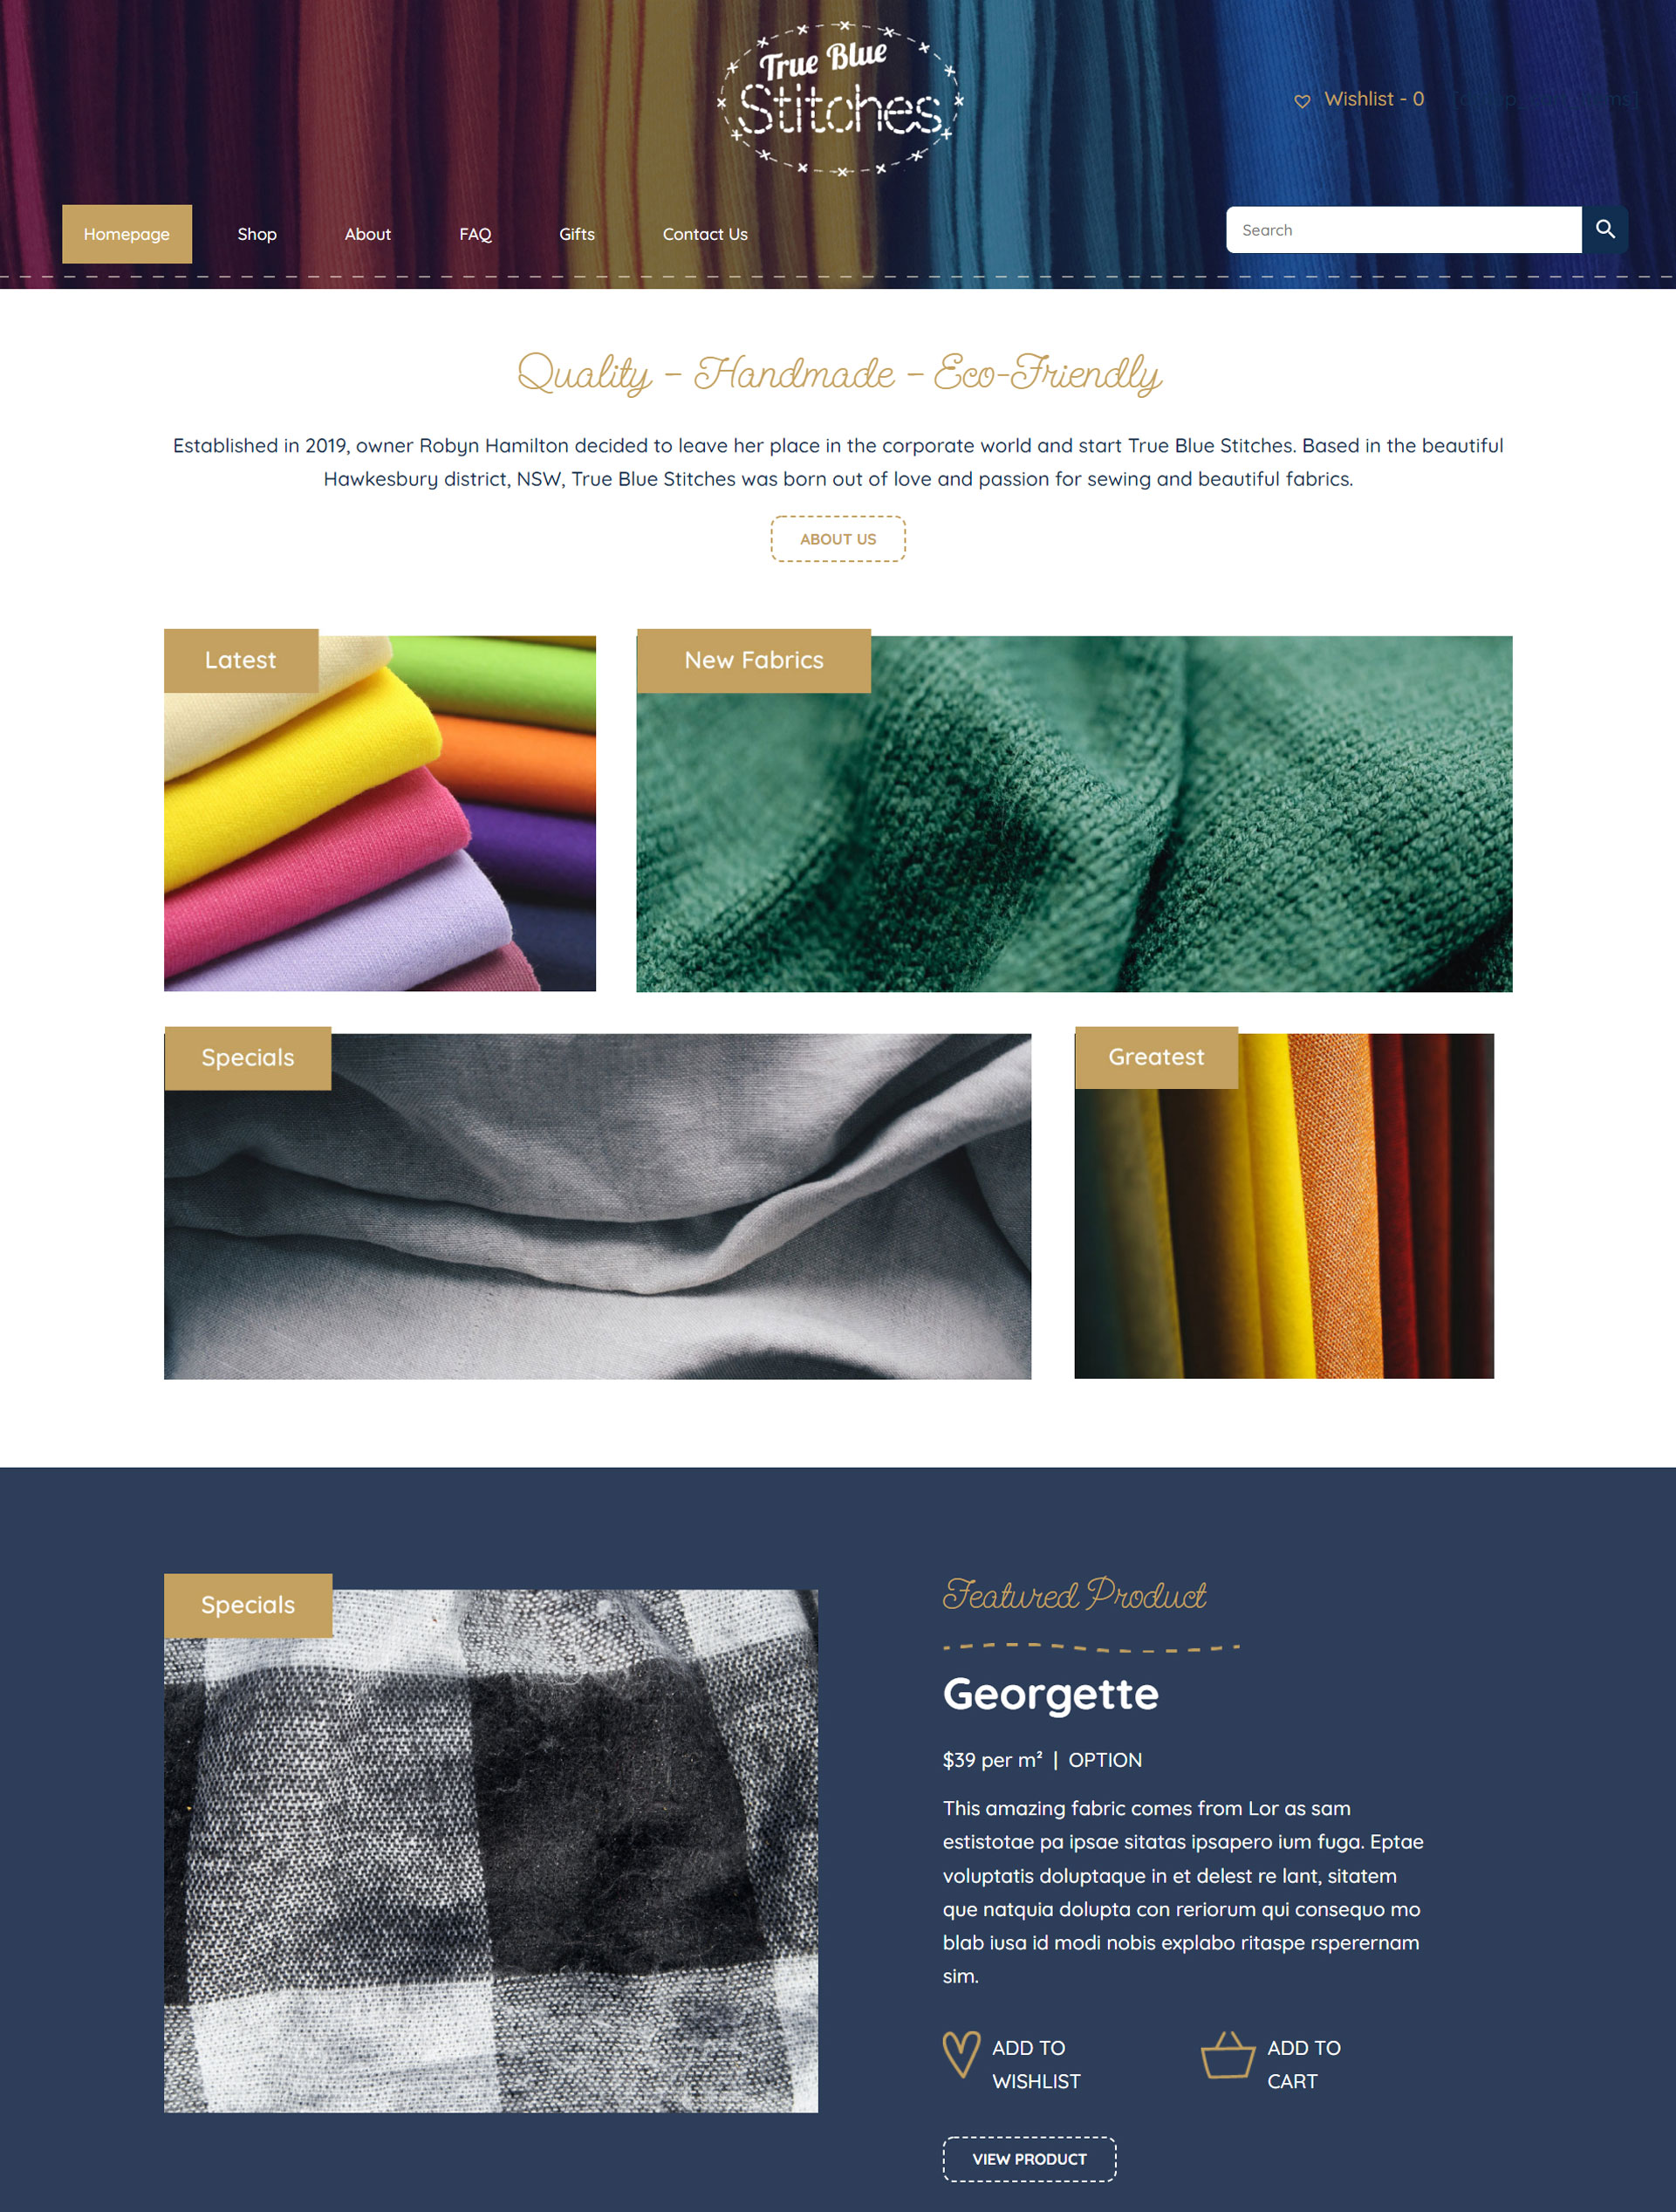 True Blue
Stitches
Wishlist - 0
Homepage Shop About FAQ Gifts Contact Us
Search
Quality - Handmade - Eco-Friendly
Established in 2019, owner Robyn Hamilton decided to leave her place in the corporate world and start True Blue Stitches. Based in the beautiful
Hawkesbury district, NSW, True Blue Stitches was born out of love and passion for sewing and beautiful fabrics.
ABOUT US
Latest
New Fabrics
Specials
Greatest
Specials
Featured Product
Georgette
$39 per m² | OPTION
This amazing fabric comes from Lor as sam
estistotae pa ipsae sitatas ipsapero ium fuga. Eptae
voluptatis doluptaque in et delest re lant, sitatem
que natquia dolupta con reriorum qui consequo mo
blab iusa id modi nobis explabo ritaspe rsperernam
sim.
ADD TO
WISHLIST
ADD TO
CART
VIEW PRODUCT